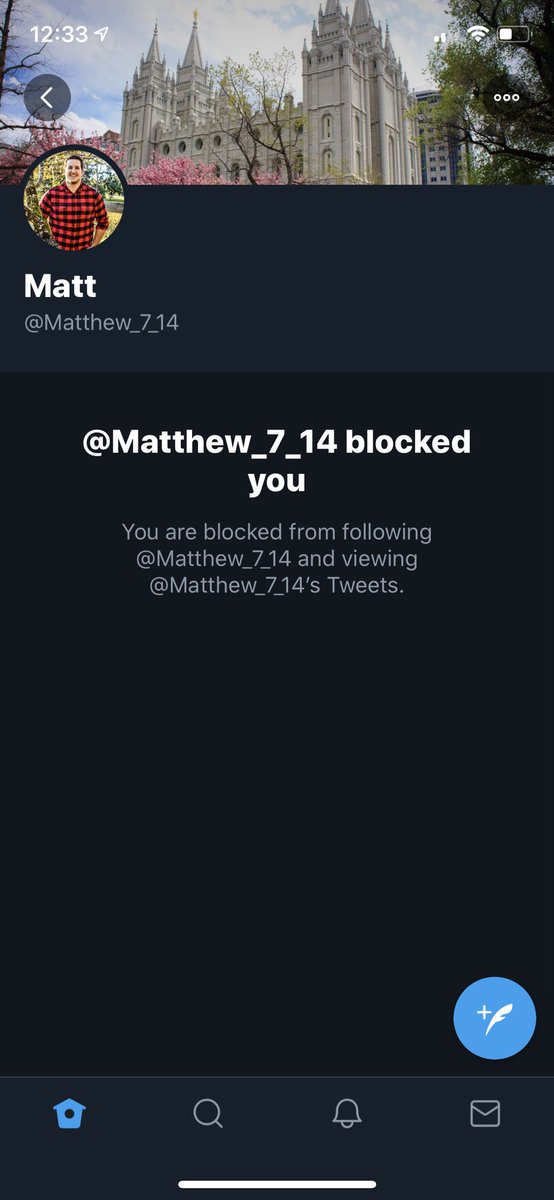 12:33
Matt
@Matthew_7_14
@Matthew_7_14 blocked
you
You are blocked from following
@Matthew_7_14 and viewing
@Matthew_7_14’s Tweets.